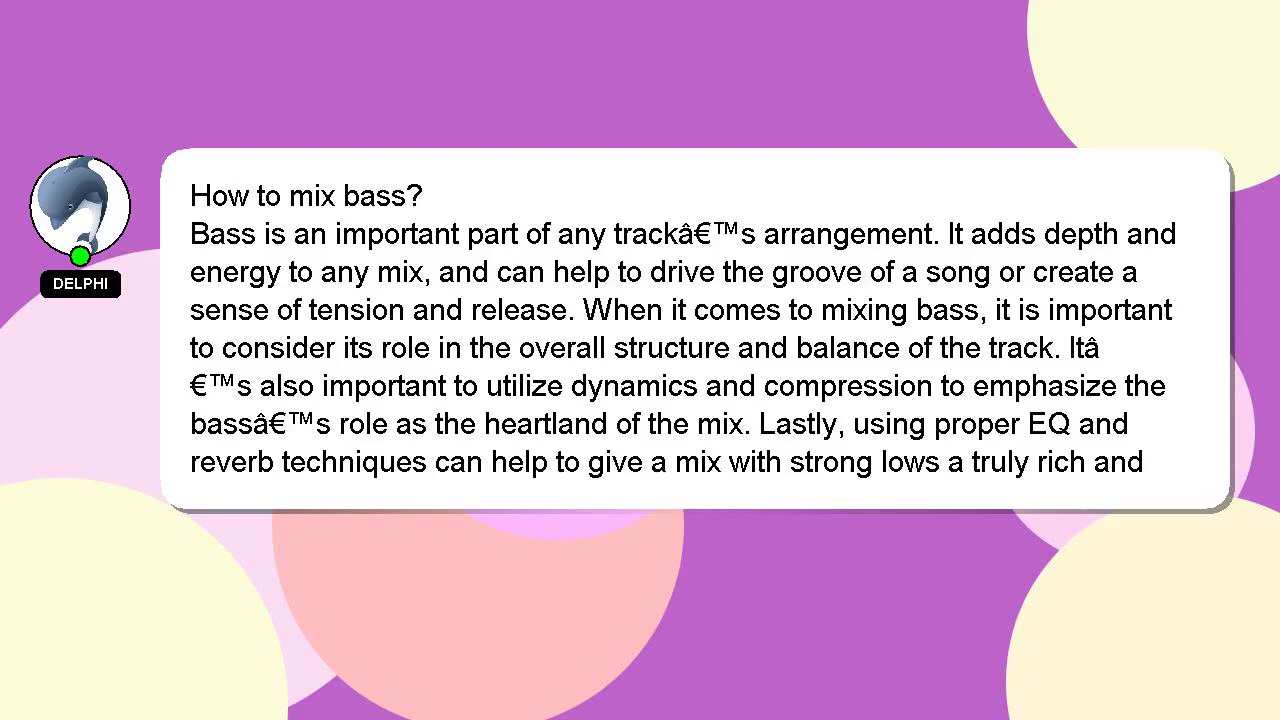 How to mix bass?
Bass is an important part of any trackâ€™s arrangement. It adds depth and
energy to any mix, and can help to drive the groove of a song or create a
sense of tension and release. When it comes to mixing bass, it is important
to consider its role in the overall structure and balance of the track. Itâ
€™s also important to utilize dynamics and compression to emphasize the
bassâ€™s role as the heartland of the mix. Lastly, using proper EQ and
reverb techniques can help to give a mix with strong lows a truly rich and
DELPHI